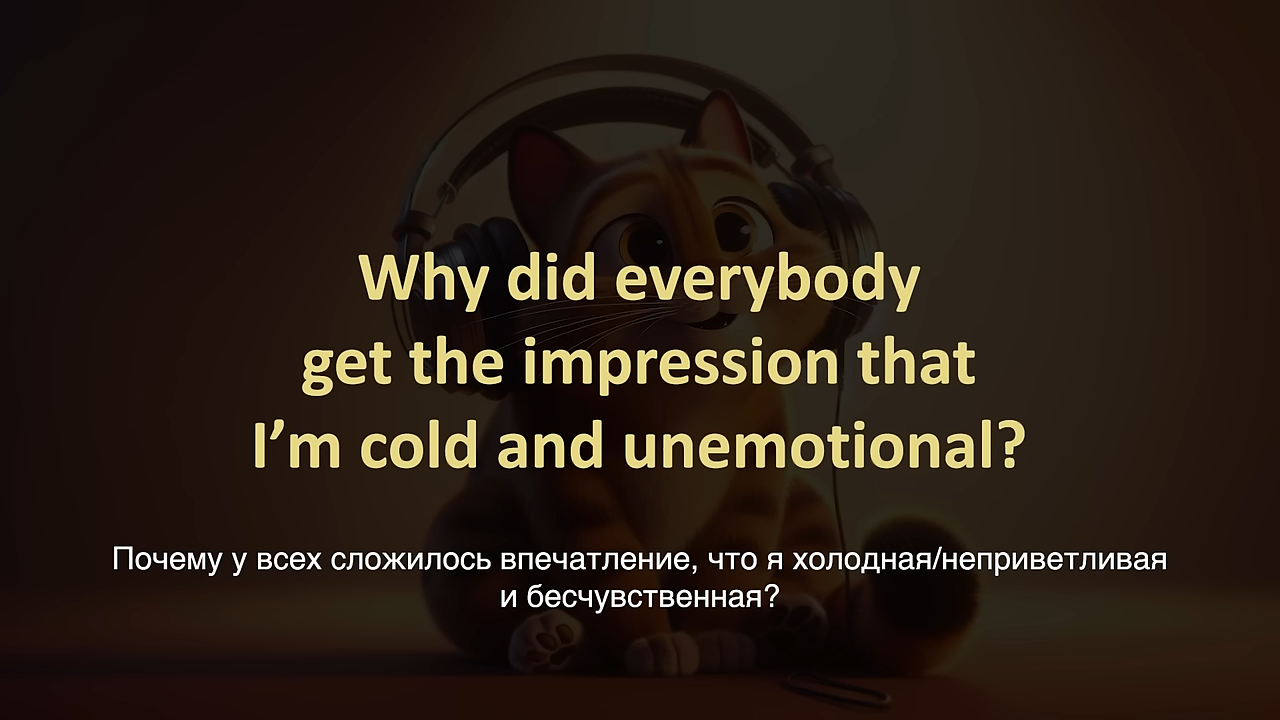 Why did everybody
get the impression that
I’m cold and unemotional?
Почему у всех сложилось впечатление, что я холодная/неприветливая
и бесчувственная?